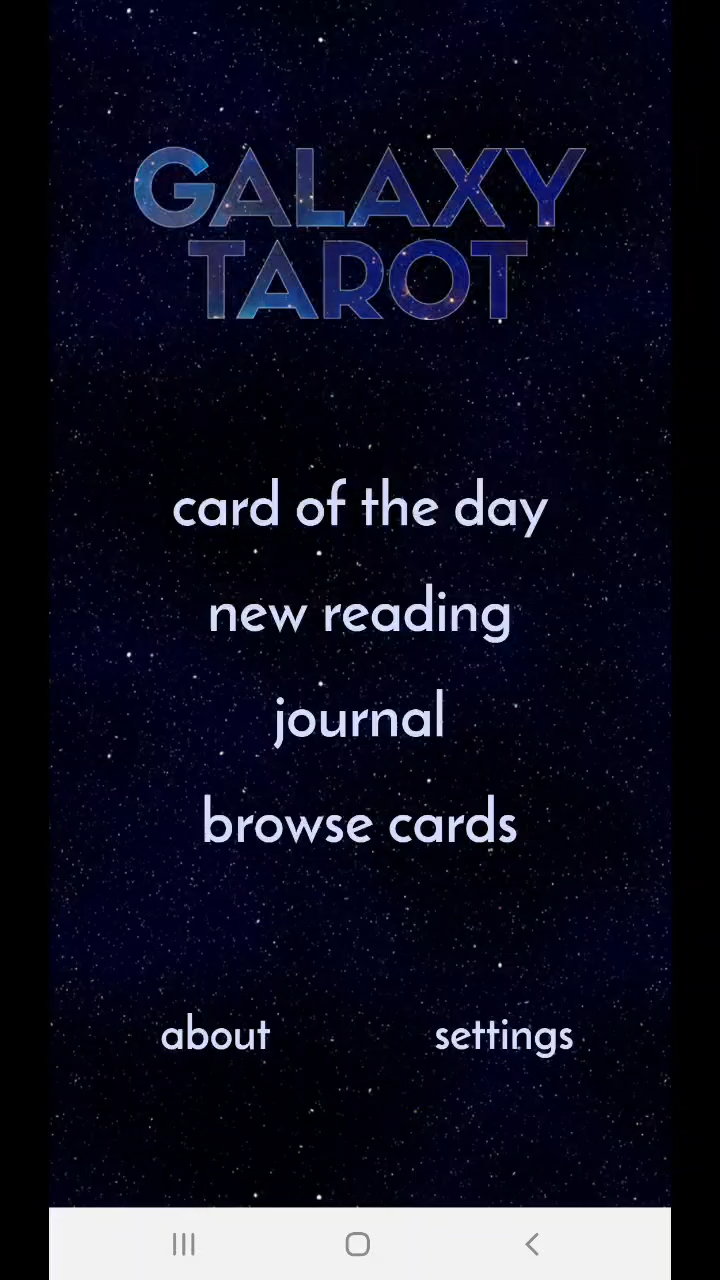 GALAXY
TAROT
card of the day
new reading
journal
browse cards
about settings